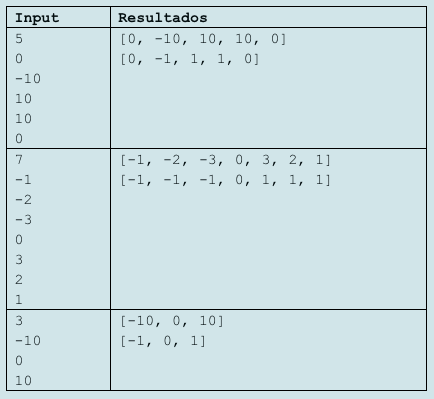 Input Resultados
5 [0, -10, 10, 10, 0]
0 [0, -1, 1, 1, 0]
-10
10
10
0
7 [-1, -2, -3, 0, 3, 2, 1]
-1 [-1, -1, -1, 0, 1, 1, 1]
-2
-3
0
3
2
1
3 [-10, 0, 10]
-10 [-1, 0, 1]
0
10